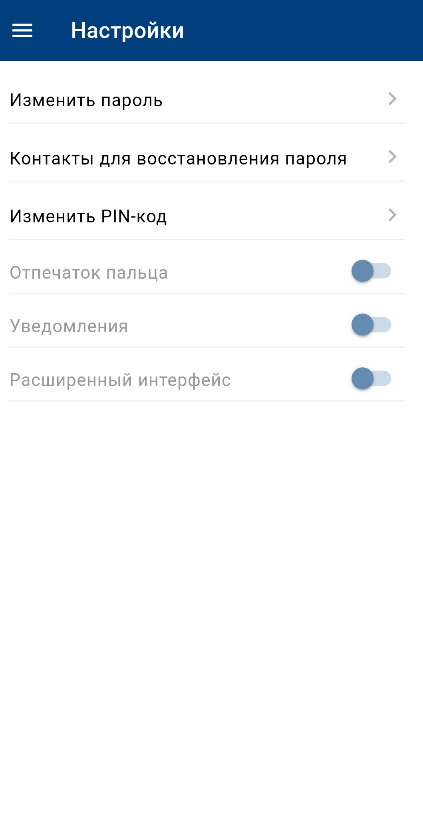 Настройки
Изменить пароль
Контакты для восстановления пароля
Изменить PIN-код
Отпечаток пальца
Уведомления
Расширенный интерфейс